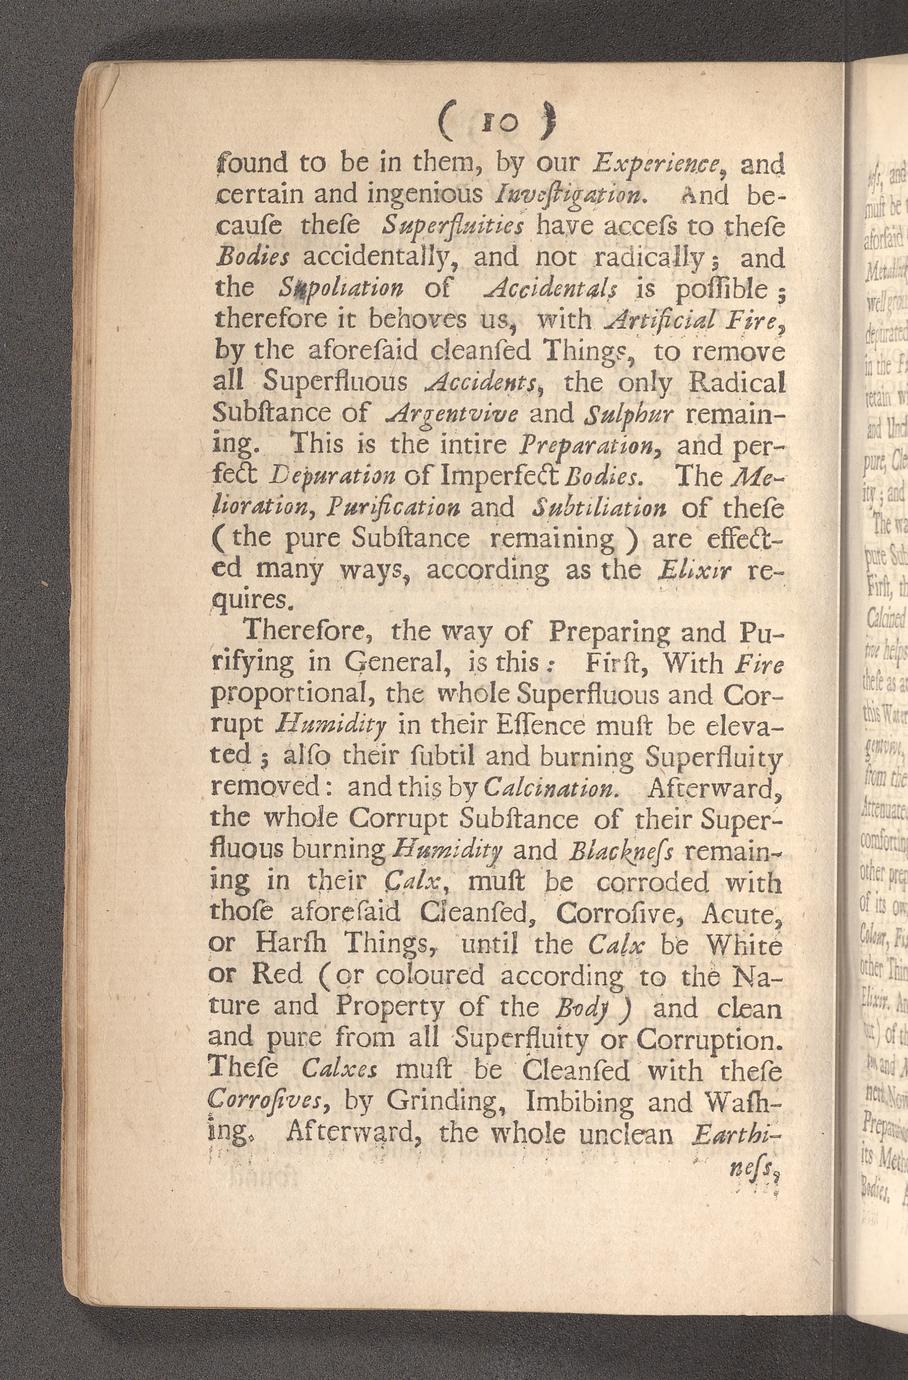 ( 10 )
found to be in them, by our Experience, and
certain and ingenious Inveſtigation. And be-
cauſe theſe Superfluities have acceſs to theſe
Bodies accidentally, and not radically; and
the Supoliation of Accidentals is poſſible ;
therefore it behoves us, with Artificial Fire,
by the aforeſaid cleanſed Things, to remove
all Superfluous Accidents, the only Radical
Subſtance of Argentvive and Sulphur remain-
ing. This is the intire Preparation, and per-
fect Depuration of Imperfect Bodies. The Me-
lioration, Purification and Subtiliation of theſe
( the pure Subſtance remaining ) are effect-
ed many ways, according as the Elixir re-
quires.
Therefore, the way of Preparing and Pu-
rifying in General, is this : Firſt, With Fire
proportional, the whole Superfluous and Cor-
rupt Humidity in their Eſſence muſt be eleva-
ted ; alſo their ſubtil and burning Superfluity
removed : and this by Calcination. Afterward,
the whole Corrupt Subſtance of their Super-
fluous burning Humidity and Blackneſs remain-
ing in their Calx, muſt be corroded with
thoſe aforeſaid Cleanſed, Corroſive, Acute,
or Harſh Things, until the Calx be White
or Red ( or coloured according to the Na-
ture and Property of the Body ) and clean
and pure from all Superfluity or Corruption.
Theſe Calxes muſt be Cleanſed with theſe
Corroſives, by Grinding, Imbibing and Waſh-
ing. Afterward, the whole unclean Earthi-
neſs,